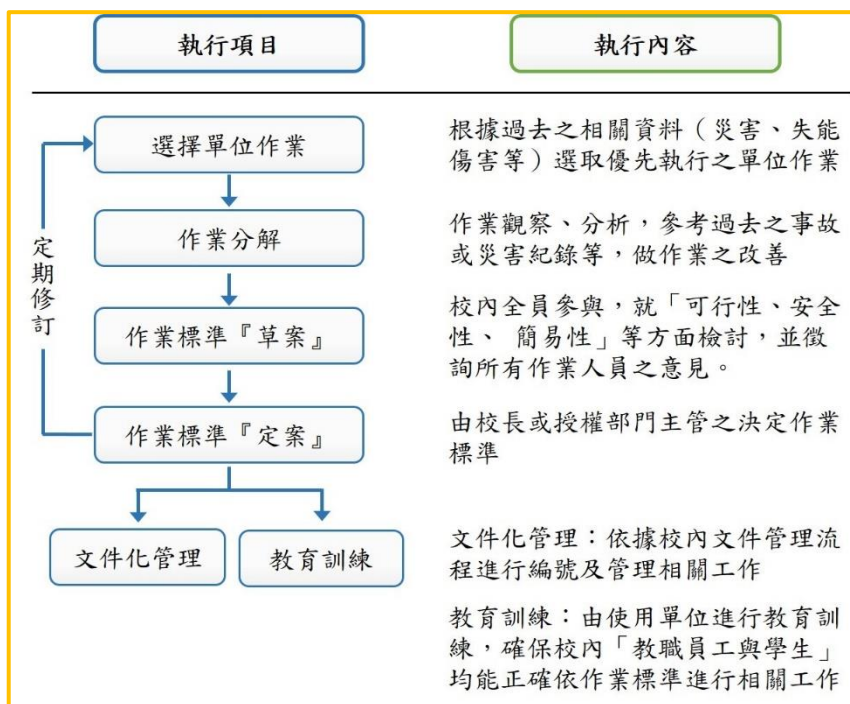 執行項目
執行內容
選擇單位作業
根據過去之相關資料（災害、失能
傷害等）選取優先執行之單位作業
作業分解
作業觀察、分析，參考過去之事故
或災害紀錄等，做作業之改善
定期修訂
作業標準『草案』
校內全員參與，就「可行性、安全
性、 簡易性」等方面檢討，並徵
詢所有作業人員之意見。
作業標準『定案』
由校長或授權部門主管之決定作業
標準
文件化管理
教育訓練
文件化管理：依據校內文件管理流
程進行編號及管理相關工作
教育訓練：由使用單位進行教育訓
練，確保校內「教職員工與學生」
均能正確依作業標準進行相關工作